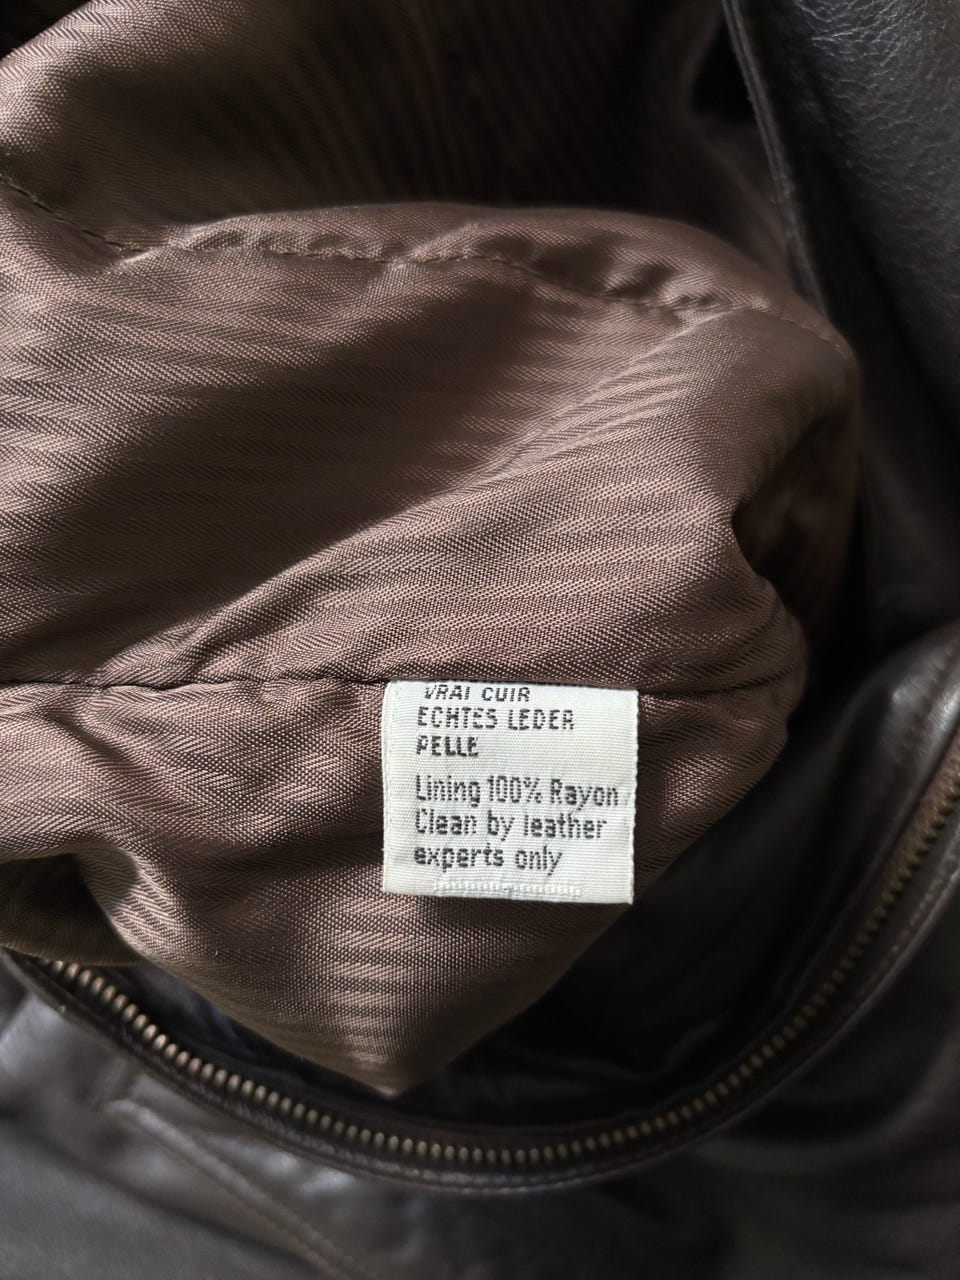 VRAI CUIR
ECHTES LEDER
PELLE
Lining 100% Rayon
Clean by leather
experts only